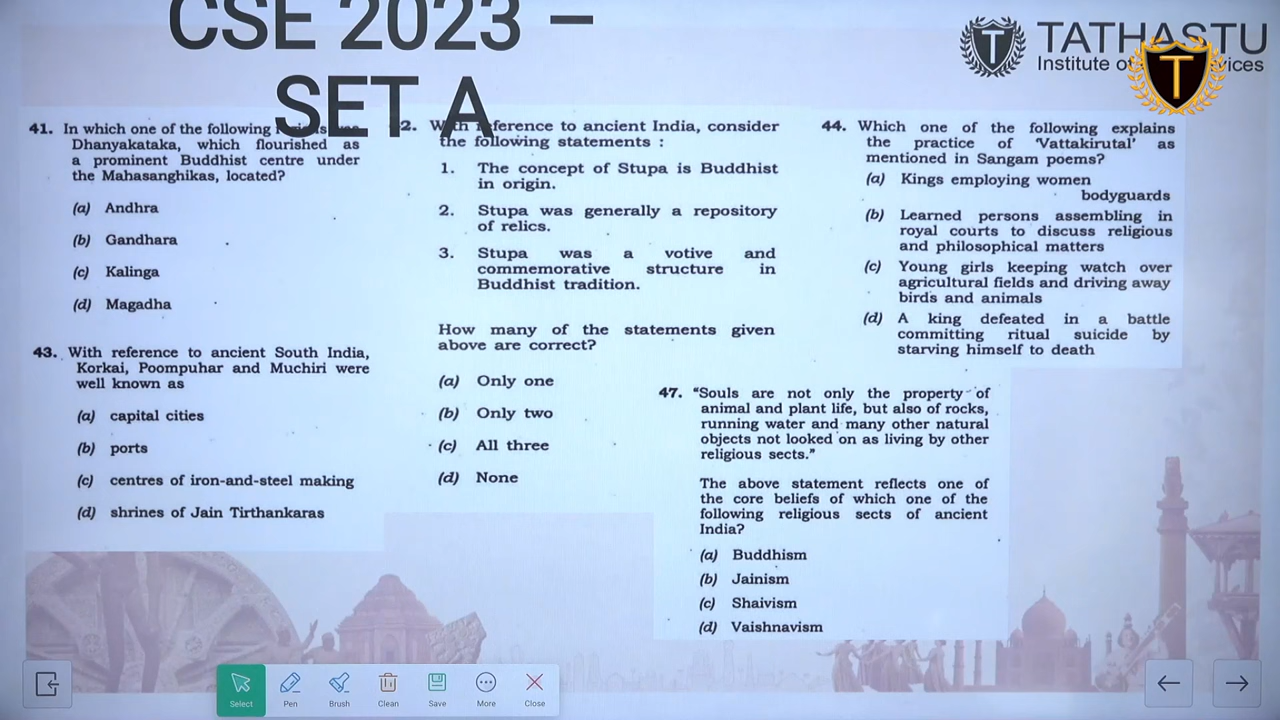 CSE 2023 –
SET A
TATHASTU
Institute of
41. In which one of the following
Dhanyakataka, which flourished as
a prominent Buddhist centre under
the Mahasanghikas, located?
(a) Andhra
(b) Gandhara
(c) Kalinga
(d) Magadha
43. With reference to ancient South India,
Korkai, Poompuhar and Muchiri were
well known as
(a) capital cities
(b) ports
(c) centres of iron-and-steel making
(d) shrines of Jain Tirthankaras
2. With reference to ancient India, consider
the following statements :
1. The concept of Stupa is Buddhist
in origin.
2. Stupa was generally a repository
of relics.
3. Stupa was a votive and
commemorative structure in
Buddhist tradition.
How many of the statements given
above are correct?
(a) Only one
(b) Only two
(c) All three
(d) None
44. Which one of the following explains
the practice of 'Vattakirutal' as
mentioned in Sangam poems?
(a) Kings employing women
bodyguards
(b) Learned persons assembling in
royal courts to discuss religious
and philosophical matters
(c) Young girls keeping watch over
agricultural fields and driving away
birds and animals
(d) A king defeated in a battle
committing ritual suicide by
starving himself to death
47. "Souls are not only the property of
animal and plant life, but also of rocks,
running water and many other natural
objects not looked on as living by other
religious sects."
The above statement reflects one of
the core beliefs of which one of the
following religious sects of ancient
India?
(a) Buddhism
(b) Jainism
(c) Shaivism
(d) Vaishnavism
Select Pen Brush Clean Save More Close